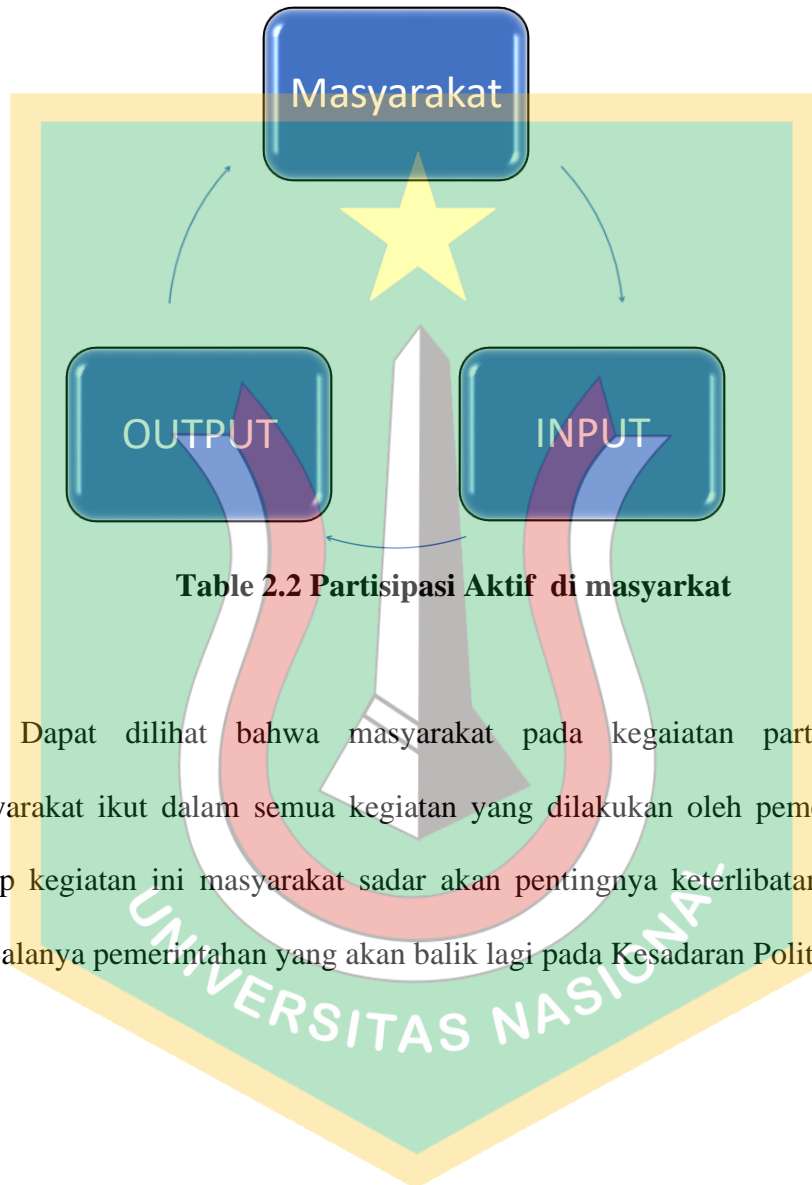 Masyarakat
OUTPUT
INPUT
Table 2.2 Partisipasi Aktif di masyarkat
Dapat dilihat bahwa masyarakat pada kegaiatan part
yarakat ikut dalam semua kegiatan yang dilakukan oleh peme
p kegiatan ini masyarakat sadar akan pentingnya keterlibatan
alanya pemerintahan yang akan balik lagi pada Kesadaran Polit
UNIVERSITAS NASIONAL